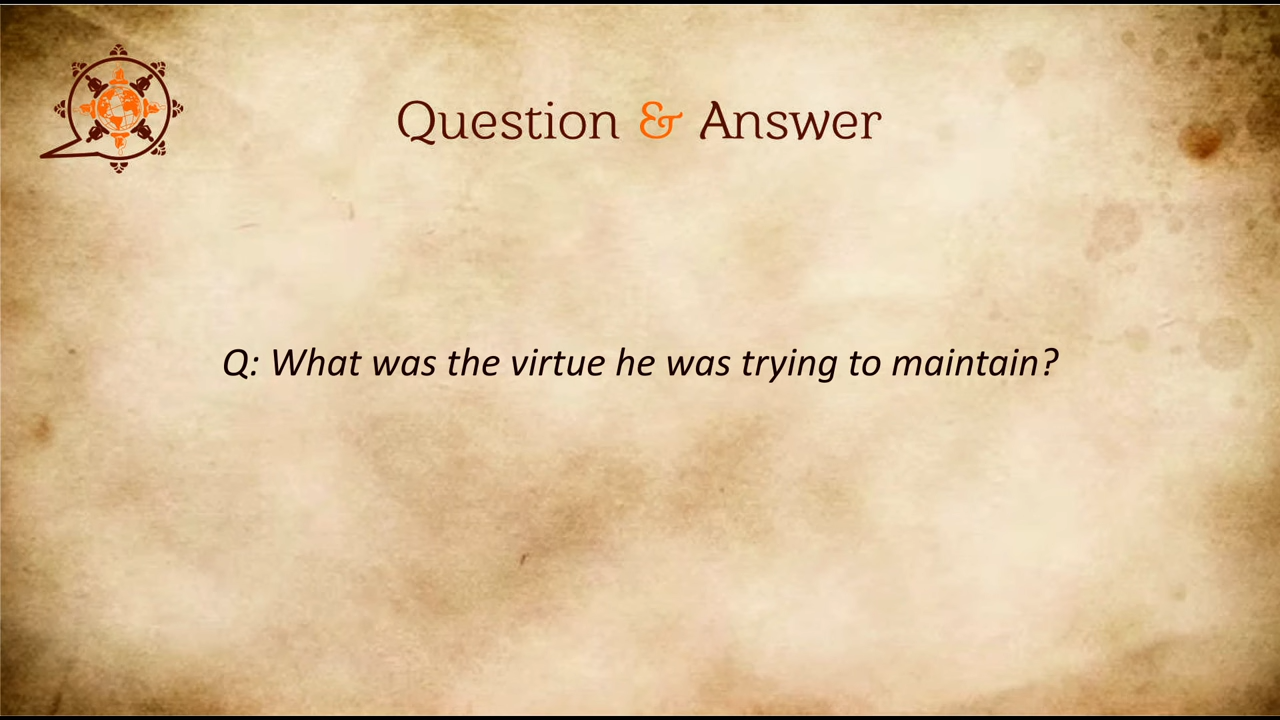 Question & Answer
Q: What was the virtue he was trying to maintain?